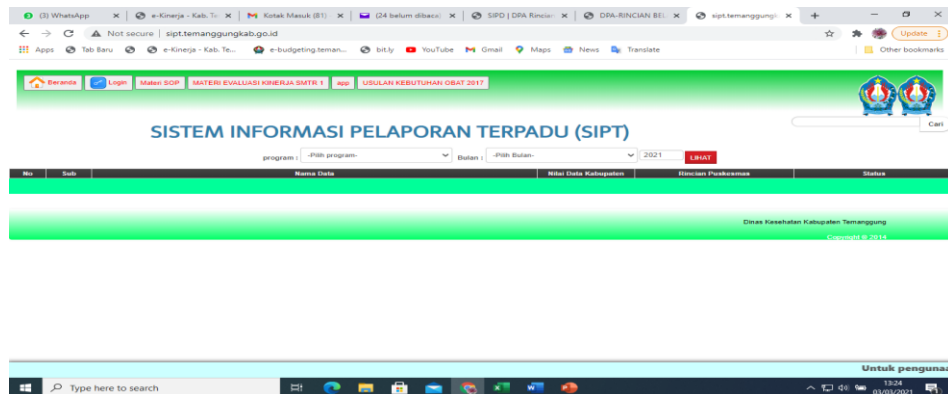 (3) WhatsApp e-Kinerja - Kab. Te Kotak Masuk (81) (24 belum dibaca) SIPD | DPA Rincian DPA-RINCIAN BEL sipt.temanggungk
Not secure | sipt.temanggungkab.go.id Update
Apps Tab Baru e-Kinerja - Kab. Te... e-budgeting.teman... bit.ly YouTube Gmail Maps News Translate Other bookmarks
Beranda Login Materi SOP MATERI EVALUASI KINERJA SMTR 1 app USULAN KEBUTUHAN OBAT 2017
Cari
SISTEM INFORMASI PELAPORAN TERPADU (SIPT)
program : -Pilih program- Bulan : -Pilih Bulan- 2021 LIHAT
No Sub Nama Data Nilai Data Kabupaten Rincian Puskesmas Status
Dinas Kesehatan Kabupaten Temanggung
Copyright @ 2014
Untuk pengunaa
Type here to search 13:24
03/03/2021